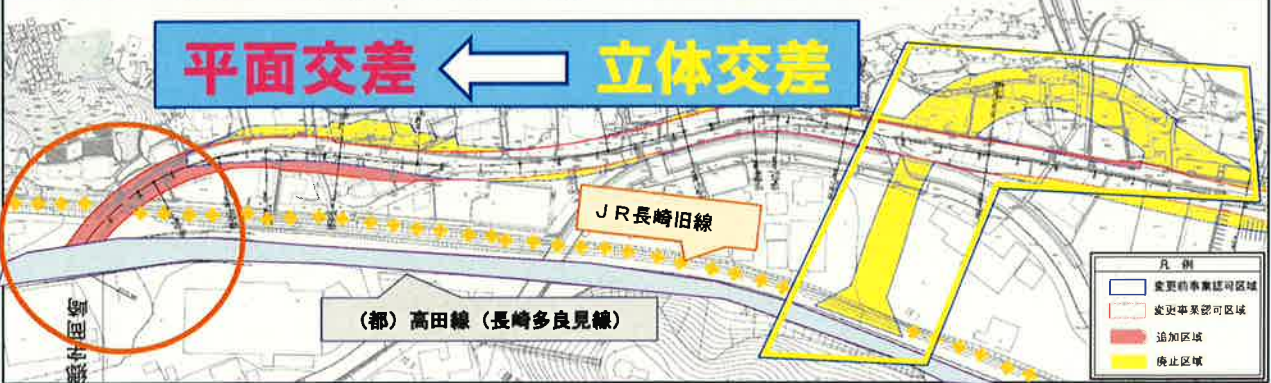 平面交差
立体交差
JR長崎旧線
(都)高田線(長崎多良見線)
凡例
変更前事業認可区域
変更事業認可区域
追加区域
廃止区域